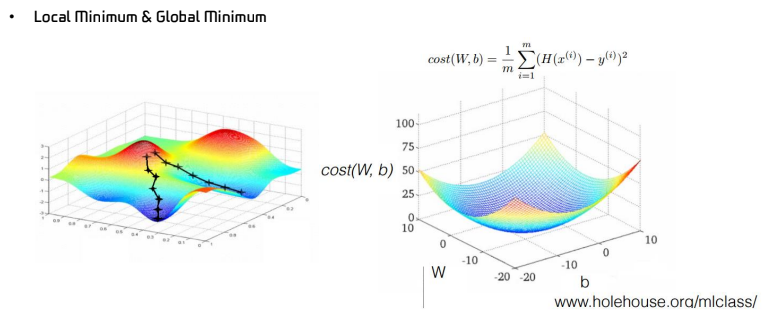 • Local Minimum & Global Minimum
cost(W, b) = 1/m m∑i=1 (H(x(i)) − y(i))2
cost(W, b)
100
75
50
25
0
10
0
-10
-20
-20
-10
0
10
W
b
www.holehouse.org/mlclass/